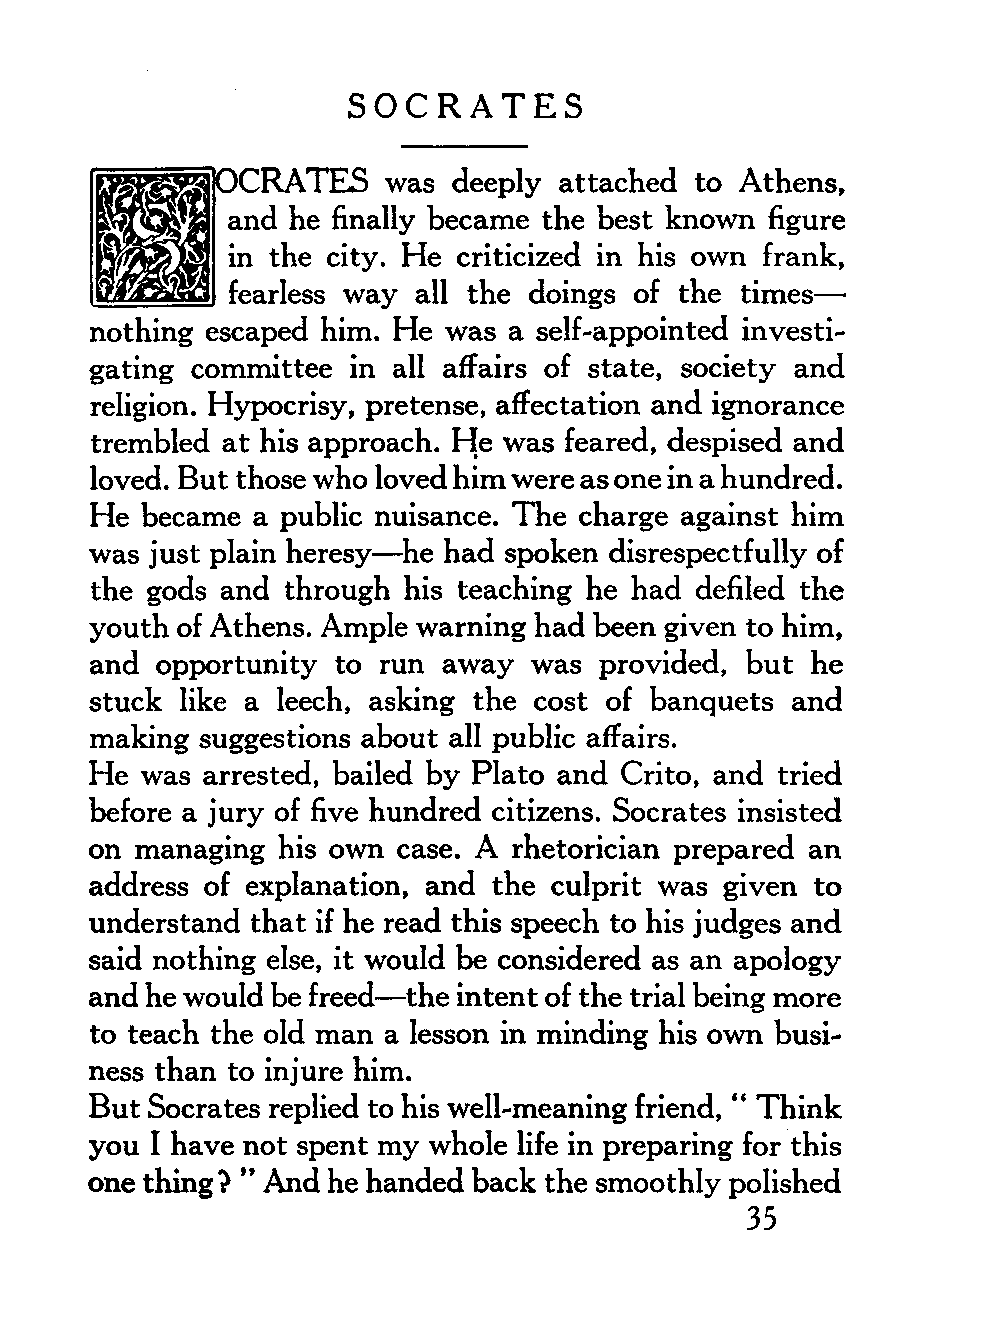 SOCRATES
SOCRATES was deeply attached to Athens,
and he finally became the best known figure
in the city. He criticized in his own frank,
fearless way all the doings of the times—
nothing escaped him. He was a self-appointed investi-
gating committee in all affairs of state, society and
religion. Hypocrisy, pretense, affectation and ignorance
trembled at his approach. He was feared, despised and
loved. But those who loved him were as one in a hundred.
He became a public nuisance. The charge against him
was just plain heresy—he had spoken disrespectfully of
the gods and through his teaching he had defiled the
youth of Athens. Ample warning had been given to him,
and opportunity to run away was provided, but he
stuck like a leech, asking the cost of banquets and
making suggestions about all public affairs.
He was arrested, bailed by Plato and Crito, and tried
before a jury of five hundred citizens. Socrates insisted
on managing his own case. A rhetorician prepared an
address of explanation, and the culprit was given to
understand that if he read this speech to his judges and
said nothing else, it would be considered as an apology
and he would be freed—the intent of the trial being more
to teach the old man a lesson in minding his own busi-
ness than to injure him.
But Socrates replied to his well-meaning friend, " Think
you I have not spent my whole life in preparing for this
one thing? " And he handed back the smoothly polished
35